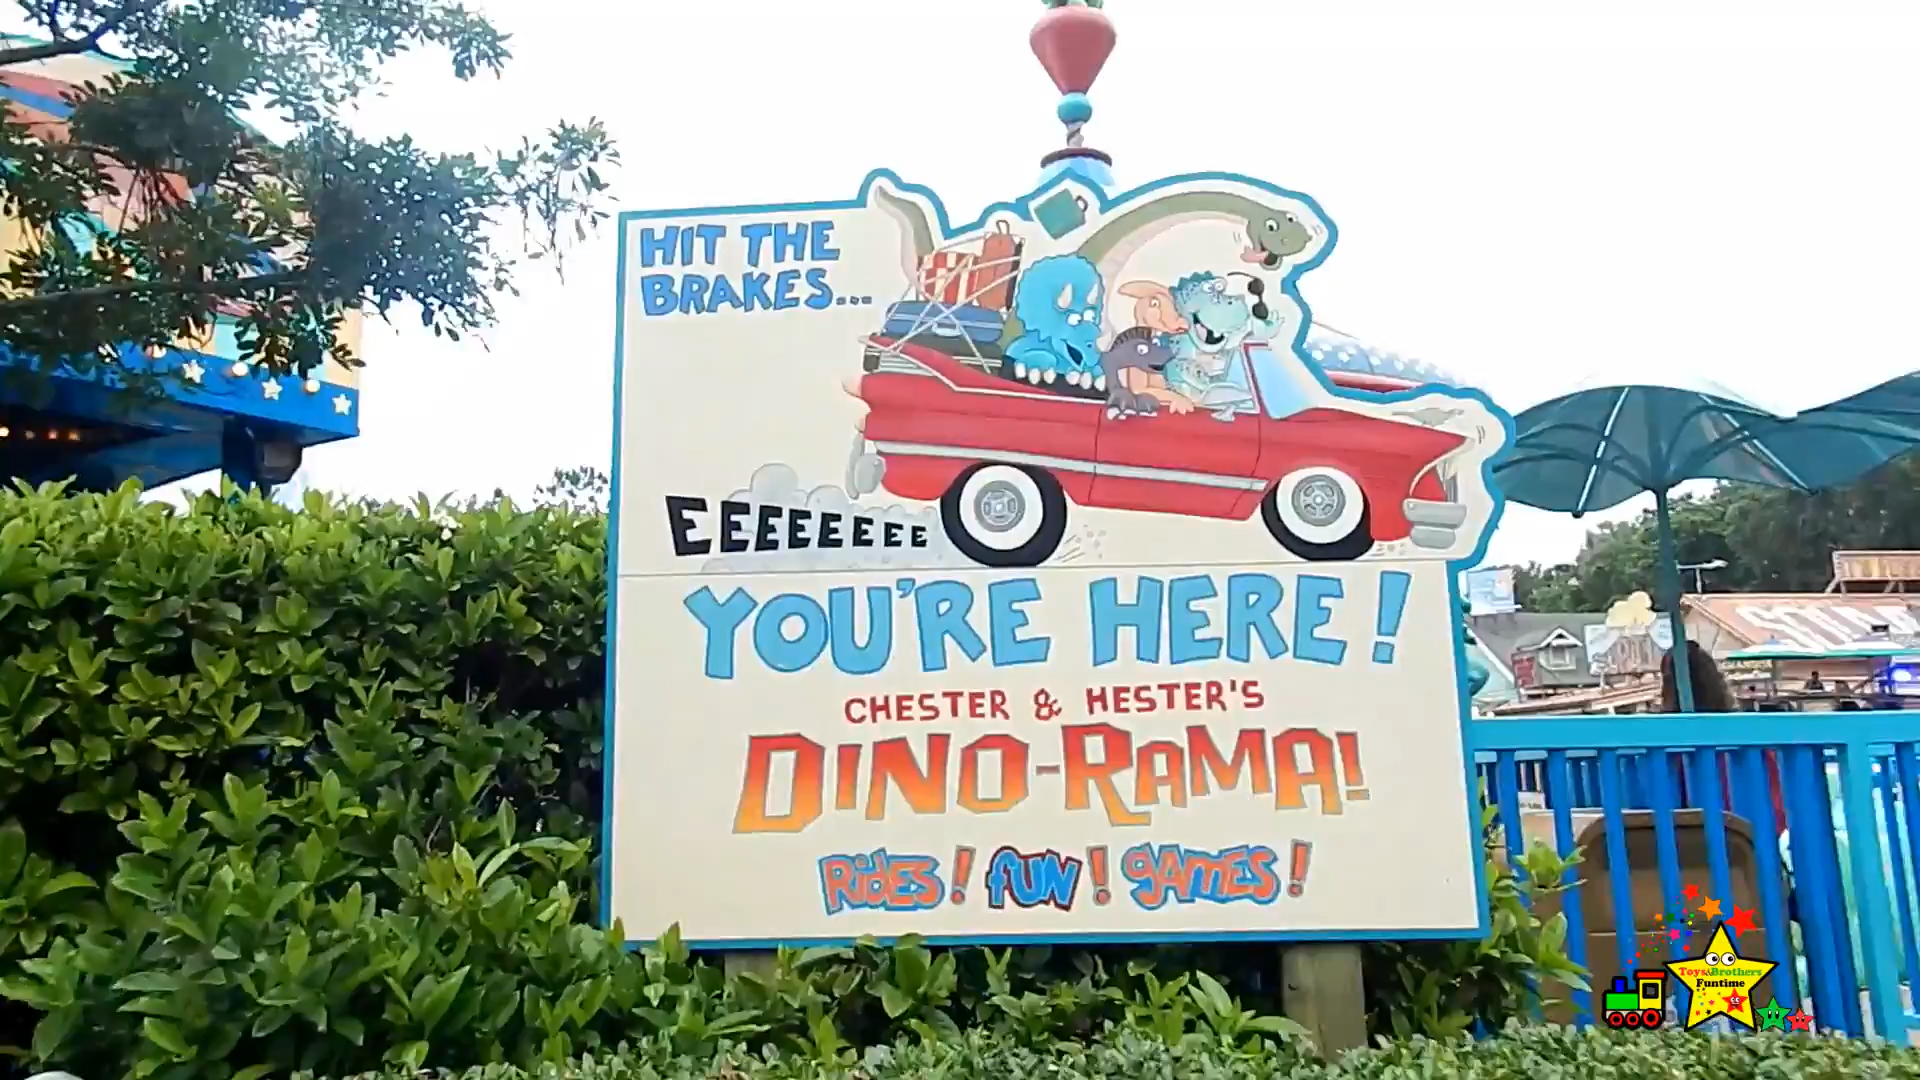 HIT THE
BRAKES...
EEEEEEEE
YOU'RE HERE!
CHESTER & HESTER'S
DINO-RAMA!
RIDES! FUN! GAMES!
Toys&Brothers
Funtime